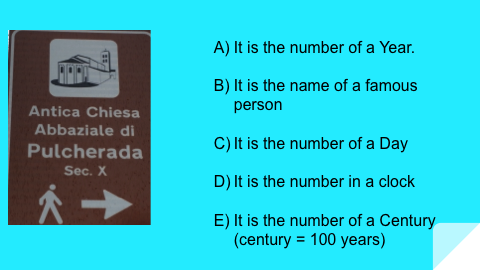 Antica Chiesa
Abbaziale di
Pulcherada
Sec. X
A) It is the number of a Year.
B) It is the name of a famous
person
C) It is the number of a Day
D) It is the number in a clock
E) It is the number of a Century
(century = 100 years)